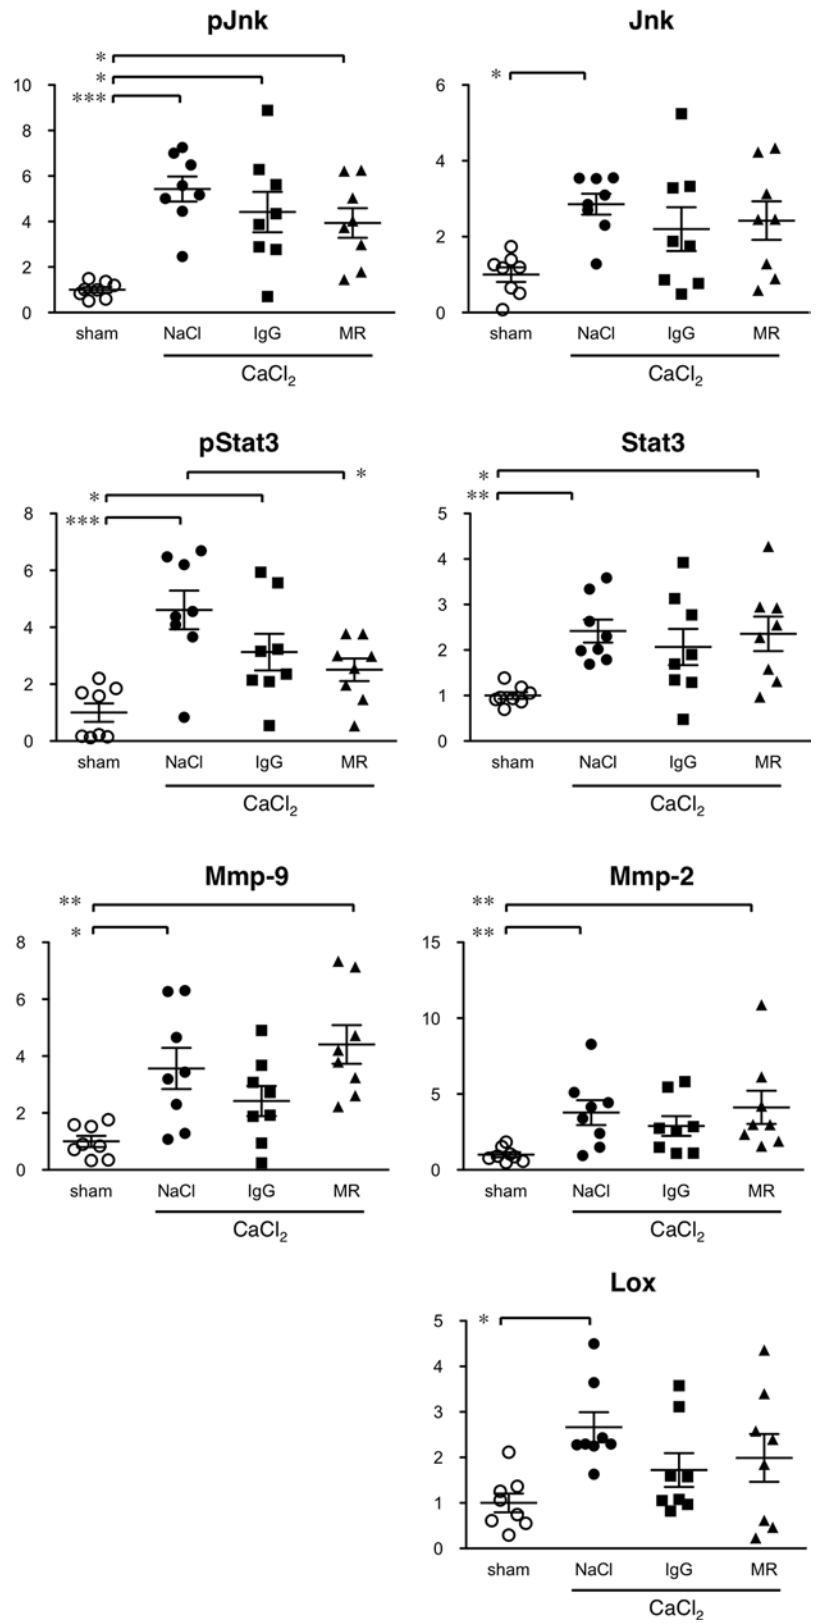 pJnk
*
*
***
10
8
6
4
2
0
sham NaCl IgG MR
CaCl₂
Jnk
*
6
4
2
0
sham NaCl IgG MR
CaCl₂
pStat3
*
*
***
8
6
4
2
0
sham NaCl IgG MR
CaCl₂
Stat3
*
**
5
4
3
2
1
0
sham NaCl IgG MR
CaCl₂
Mmp-9
**
*
8
6
4
2
0
sham NaCl IgG MR
CaCl₂
Mmp-2
**
**
15
10
5
0
sham NaCl IgG MR
CaCl₂
Lox
*
5
4
3
2
1
0
sham NaCl IgG MR
CaCl₂